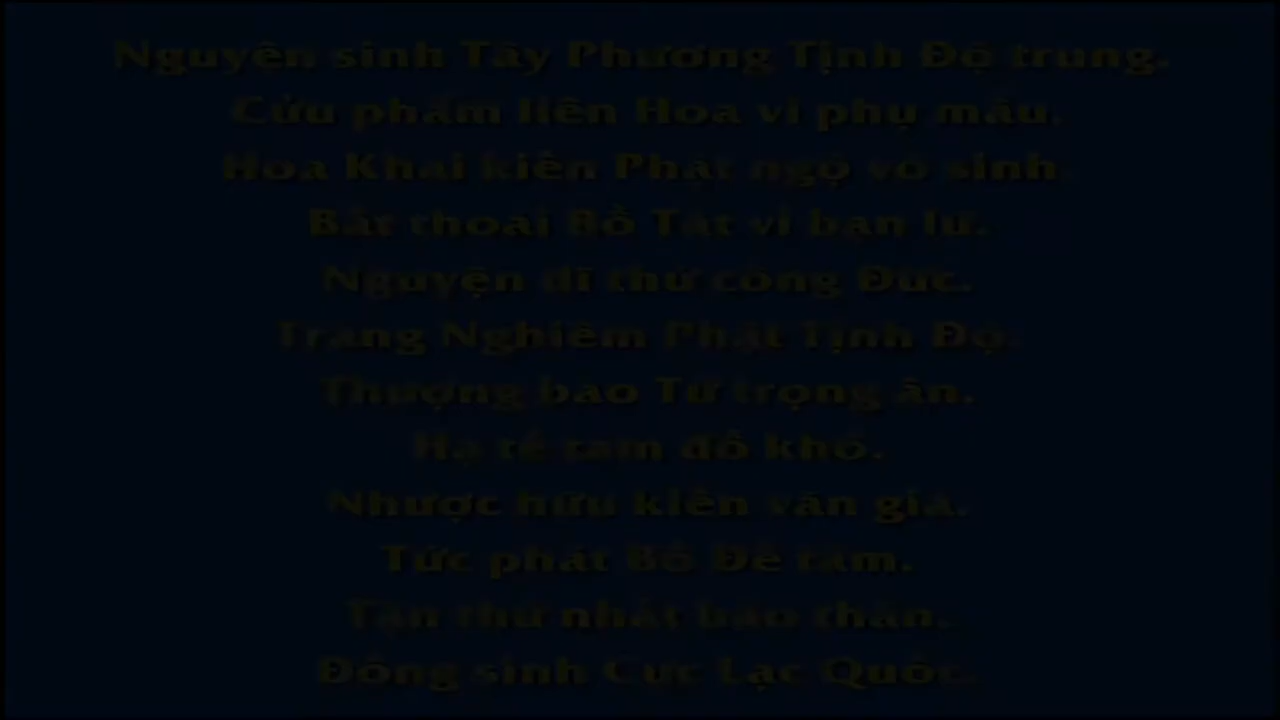 Nguyện sinh Tây Phương Tịnh Độ trung.
Cửu phẩm liên Hoa vi phụ mẫu.
Hoa Khai kiến Phật ngộ vô sinh.
Bất thoái Bồ Tát vi bạn lữ.
Nguyện dĩ thử công Đức.
Trang Nghiêm Phật Tịnh Độ.
Thượng báo Tứ trọng ân.
Hạ tế tam đồ khổ.
Nhược hữu kiến văn giả.
Tức phát Bồ Đề tâm.
Tận thử nhất báo thân.
Đồng sinh Cực Lạc Quốc.